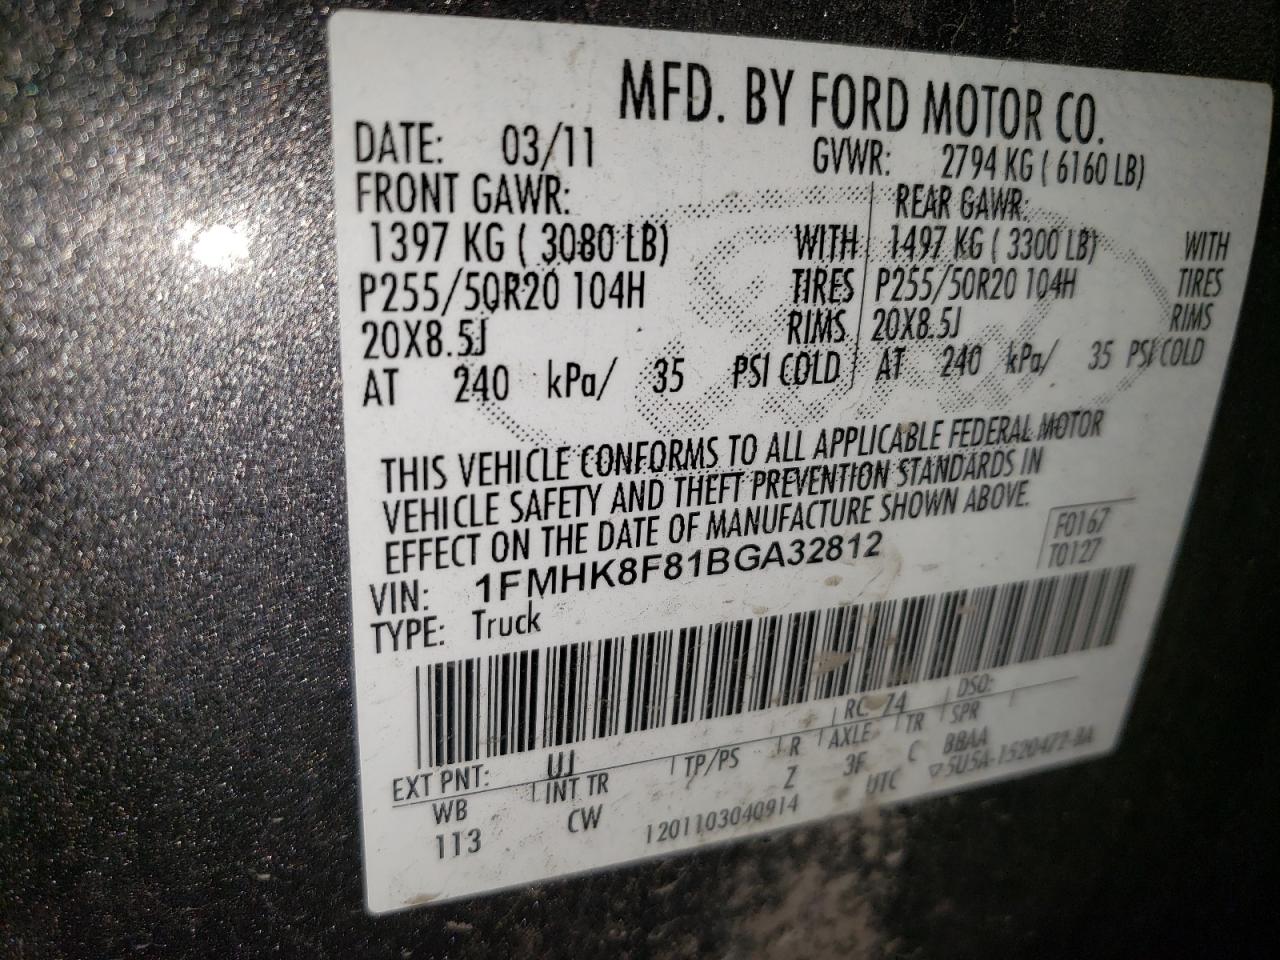 MFD. BY FORD MOTOR CO.
DATE: 03/11 GVWR: 2794 KG ( 6160 LB)
FRONT GAWR: REAR GAWR:
1397 KG ( 3080 LB) WITH 1497 KG ( 3300 LB) WITH
P255/50R20 104H TIRES P255/50R20 104H TIRES
20X8.5J RIMS 20X8.5J RIMS
AT 240 kPa/ 35 PSI COLD AT 240 kPa/ 35 PSI COLD
THIS VEHICLE CONFORMS TO ALL APPLICABLE FEDERAL MOTOR
VEHICLE SAFETY AND THEFT PREVENTION STANDARDS IN
EFFECT ON THE DATE OF MANUFACTURE SHOWN ABOVE.
VIN: 1FMHK8F81BGA32812 F0167
TYPE: Truck T0127
EXT PNT: UJ RC 74 DSO:
WB INT TR TP/PS R AXLE TR SPR
113 CW Z 3F C BBAA
1201103040914 UTC ▽5U5A-1520472-BA